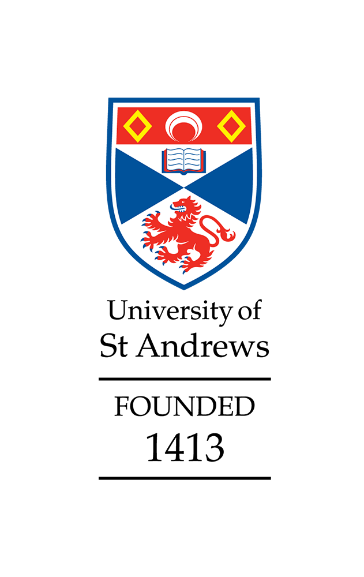 University of
St Andrews
FOUNDED
1413